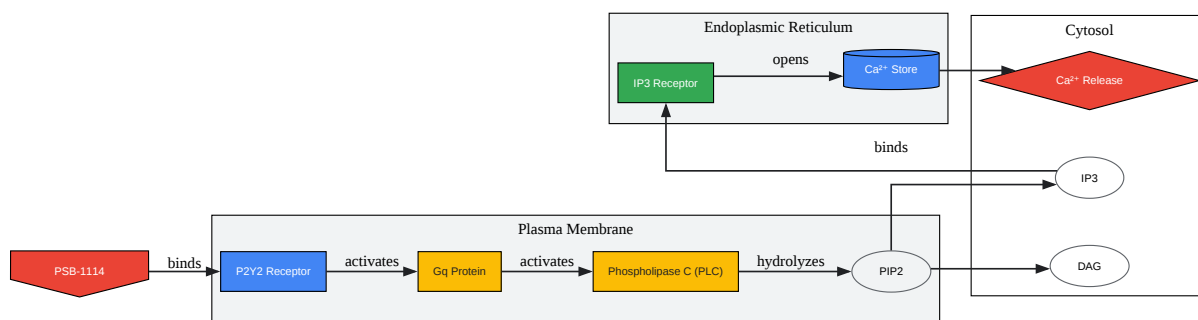 Endoplasmic Reticulum
Cytosol
IP3 Receptor
opens
Ca²⁺ Store
Ca²⁺ Release
binds
IP3
Plasma Membrane
PSB-1114
binds
P2Y2 Receptor
activates
Gq Protein
activates
Phospholipase C (PLC)
hydrolyzes
PIP2
DAG